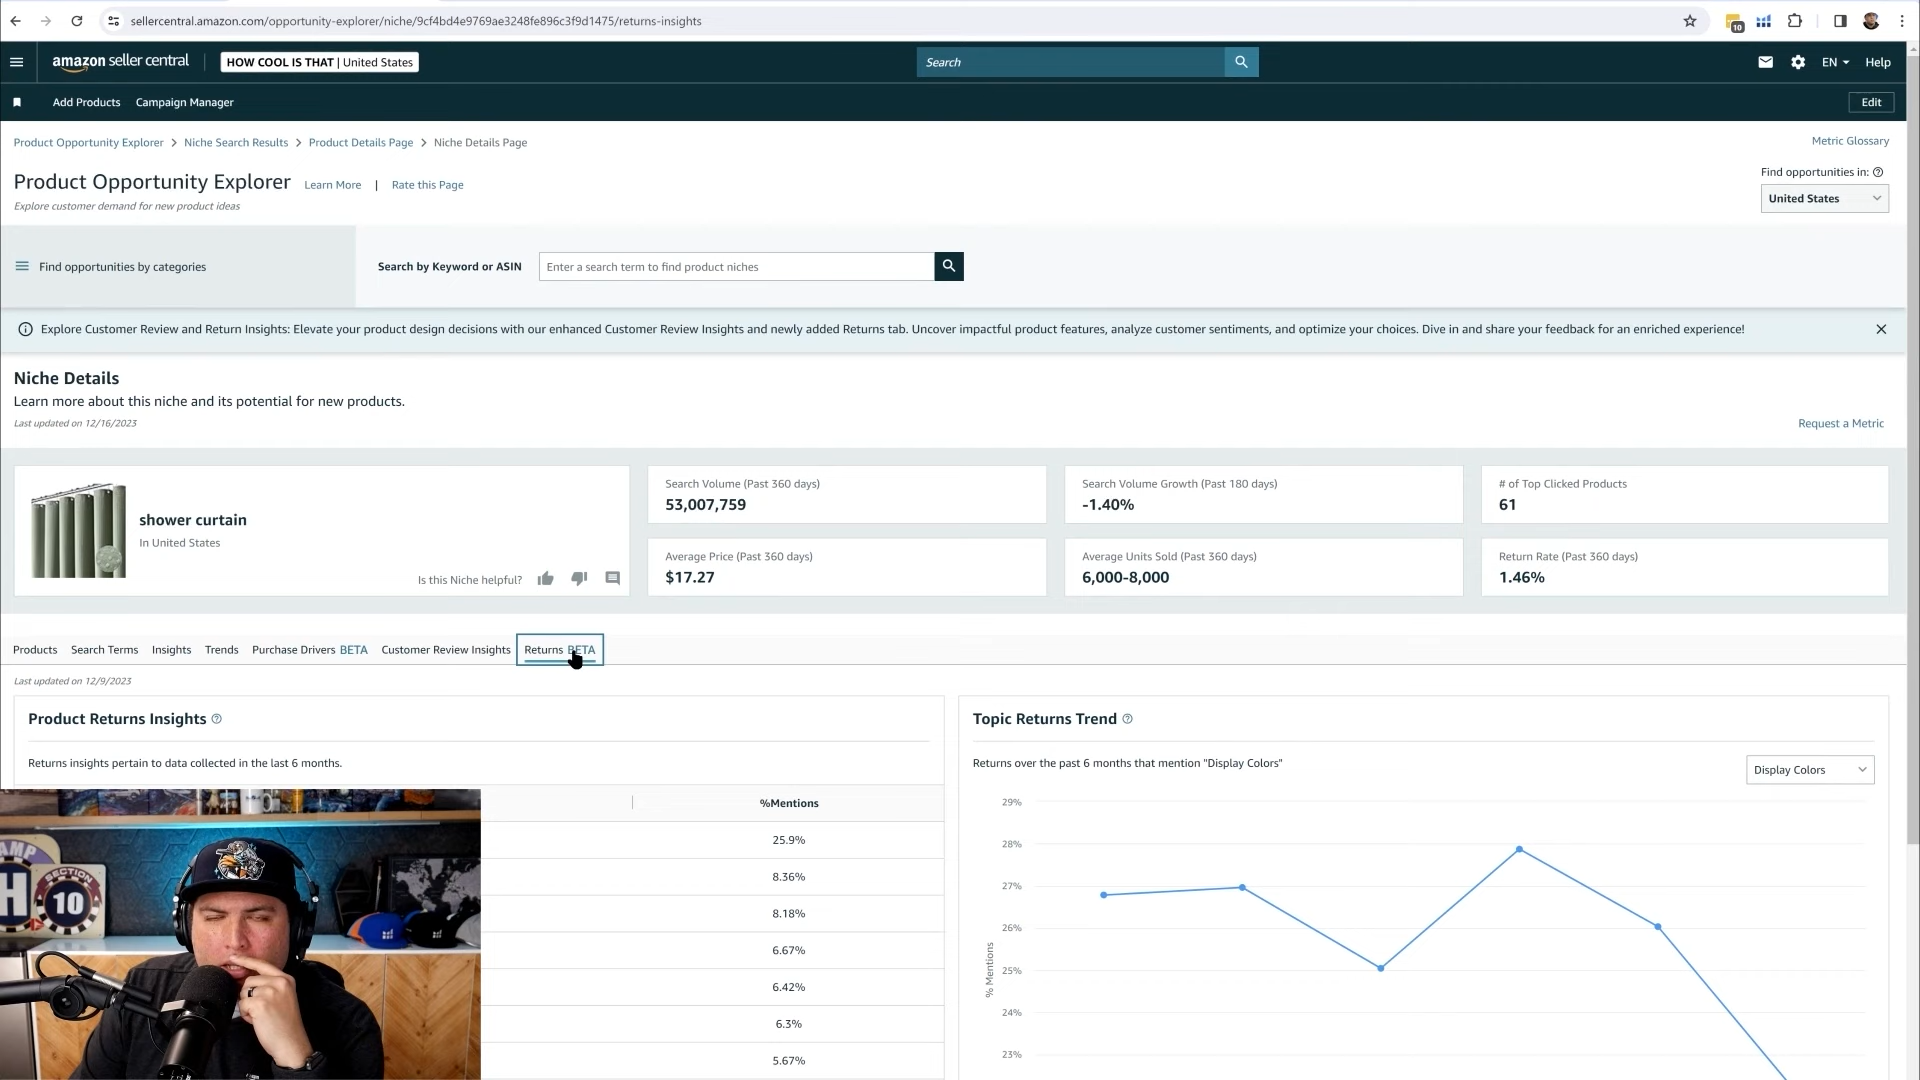 sellercentral.amazon.com/opportunity-explorer/niche/9cf4bd4e9769ae3248fe896c3f9d1475/returns-insights
10
amazon seller central
HOW COOL IS THAT | United States
Search
EN
Help
Add Products
Campaign Manager
Edit
Product Opportunity Explorer > Niche Search Results > Product Details Page > Niche Details Page
Metric Glossary
Product Opportunity Explorer
Learn More | Rate this Page
Find opportunities in:
Explore customer demand for new product ideas
United States
Find opportunities by categories
Search by Keyword or ASIN
Enter a search term to find product niches
Explore Customer Review and Return Insights: Elevate your product design decisions with our enhanced Customer Review Insights and newly added Returns tab. Uncover impactful product features, analyze customer sentiments, and optimize your choices. Dive in and share your feedback for an enriched experience!
Niche Details
Learn more about this niche and its potential for new products.
Last updated on 12/16/2023
Request a Metric
shower curtain
In United States
Is this Niche helpful?
Search Volume (Past 360 days)
53,007,759
Search Volume Growth (Past 180 days)
-1.40%
# of Top Clicked Products
61
Average Price (Past 360 days)
$17.27
Average Units Sold (Past 360 days)
6,000-8,000
Return Rate (Past 360 days)
1.46%
Products
Search Terms
Insights
Trends
Purchase Drivers BETA
Customer Review Insights
Returns BETA
Last updated on 12/9/2023
Product Returns Insights
Returns insights pertain to data collected in the last 6 months.
%Mentions
25.9%
8.36%
8.18%
6.67%
6.42%
6.3%
5.67%
Topic Returns Trend
Returns over the past 6 months that mention "Display Colors"
Display Colors
29%
28%
27%
26%
25%
24%
23%
% Mentions
AMP
H
SECTION
10